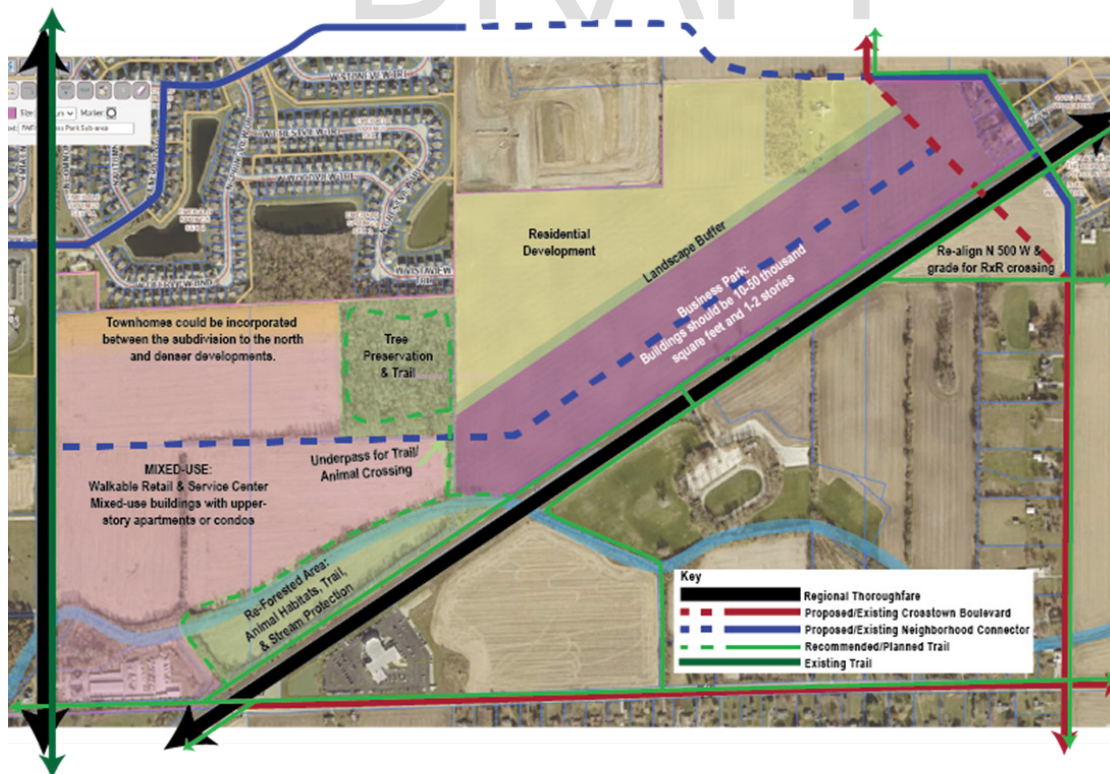 DRAFT
Marker
Residential
Development
Landscape Buffer
Business Park:
Buildings should be 10-50 thousand
square feet and 1-2 stories
Re-align N 500 W &
grade for RxR crossing
Townhomes could be incorporated
between the subdivision to the north
and denser developments.
Tree
Preservation
& Trail
Underpass for Trail/
Animal Crossing
MIXED-USE:
Walkable Retail & Service Center
Mixed-use buildings with upper-
story apartments or condos
Re-Forested Area:
Animal Habitats, Trail,
& Stream Protection
Key
Regional Thoroughfare
Proposed/Existing Crosstown Boulevard
Proposed/Existing Neighborhood Connector
Recommended/Planned Trail
Existing Trail